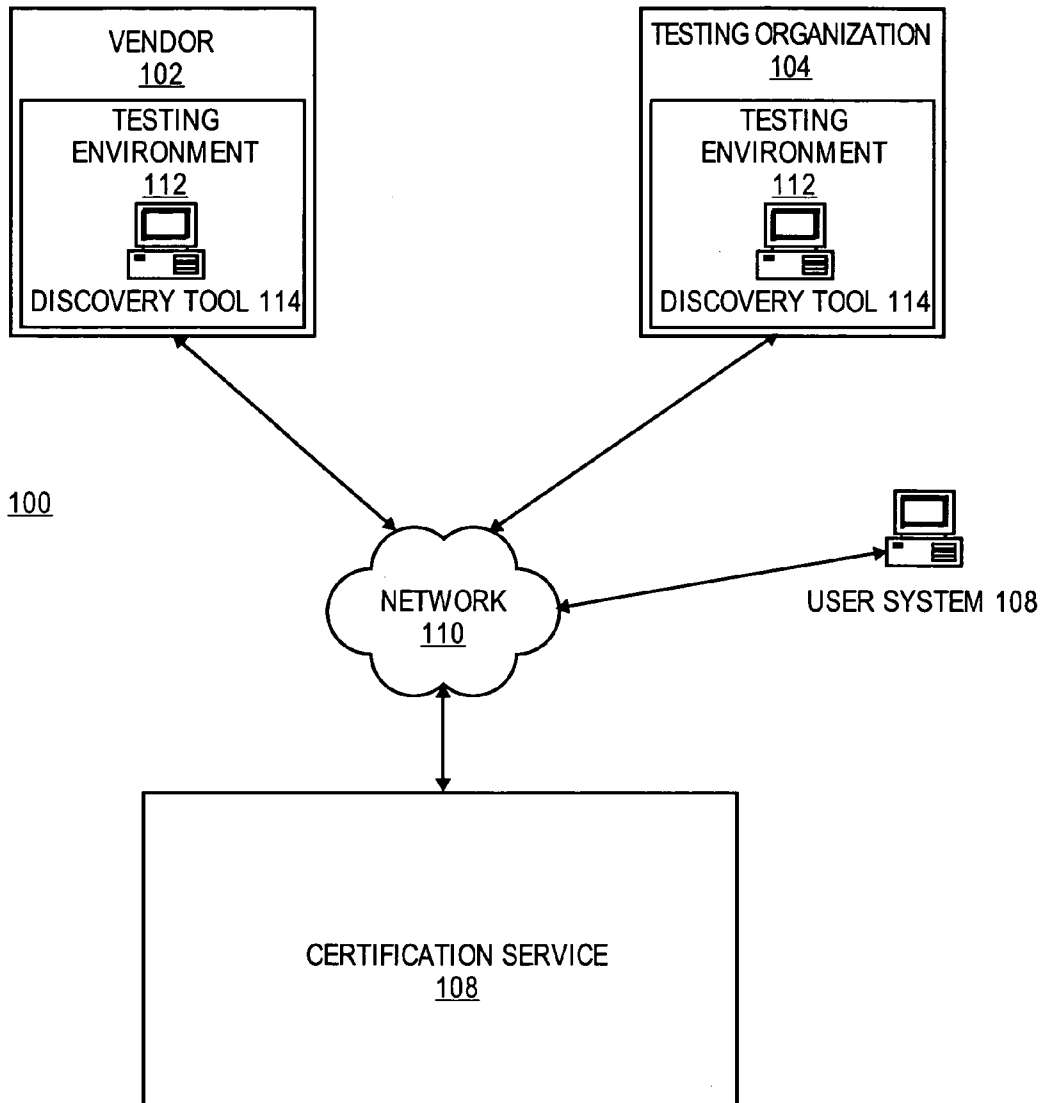 VENDOR
102
TESTING
ENVIRONMENT
112
DISCOVERY TOOL 114
TESTING ORGANIZATION
104
TESTING
ENVIRONMENT
112
DISCOVERY TOOL 114
100
NETWORK
110
USER SYSTEM 108
CERTIFICATION SERVICE
108